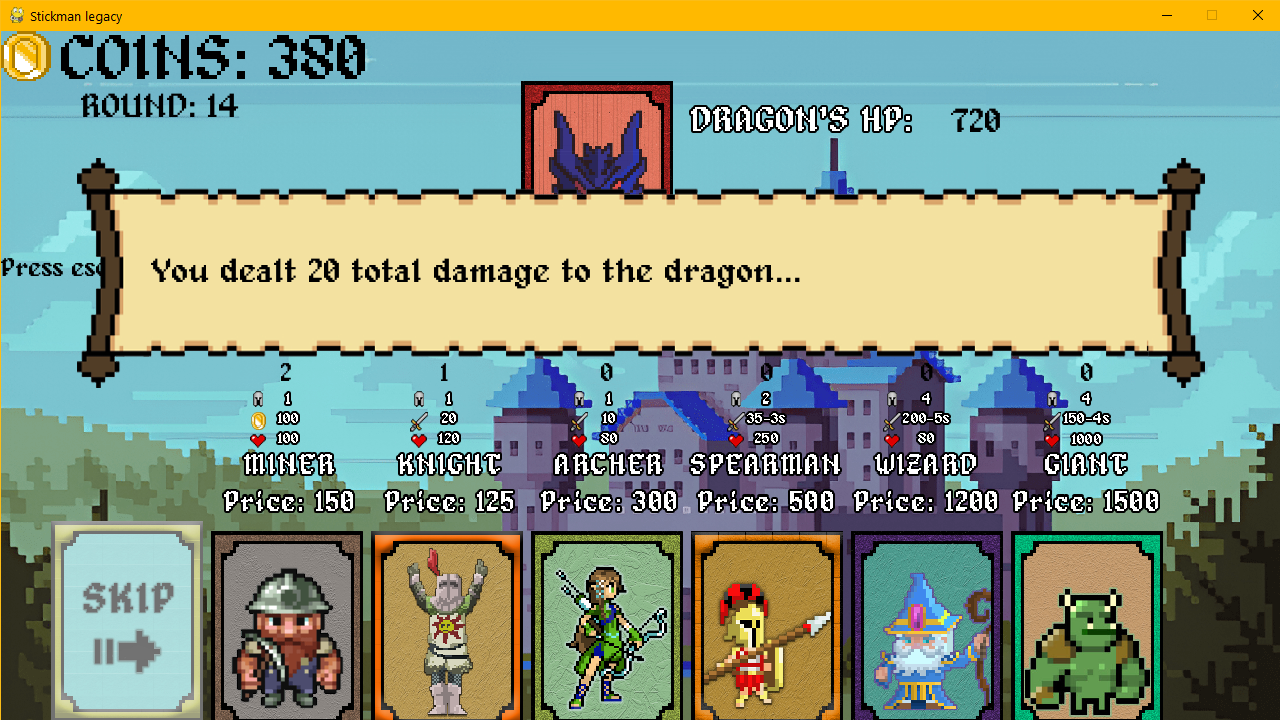 Stickman legacy
COINS: 380
ROUND: 14
DRAGON'S HP: 720
Press esc
You dealt 20 total damage to the dragon...
2 1 0 0 0 0
1 1 1 2 4 4
100 20 10 35-3s 200-5s 150-4s
100 120 80 250 80 1000
MINER KNIGHT ARCHER SPEARMAN WIZARD GIANT
Price: 150 Price: 125 Price: 300 Price: 500 Price: 1200 Price: 1500
SKIP